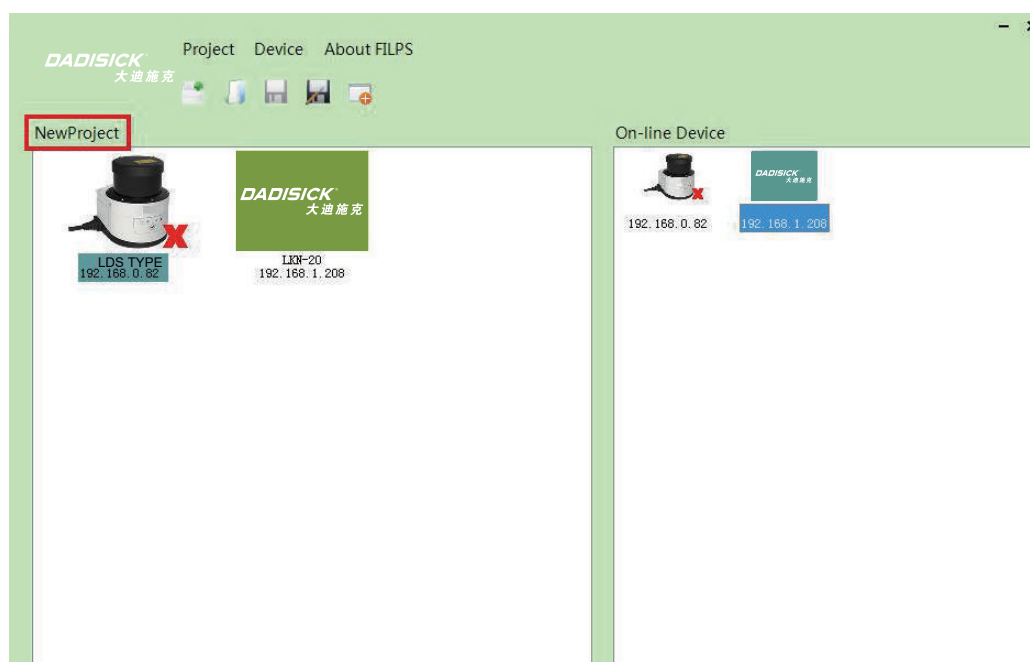 Project Device About FILPS
DADISICK
大迪施克
NewProject
On-line Device
DADISICK
大迪施克
LDS TYPE
192.168.0.82
LKN-20
192.168.1.208
192.168.0.82
DADISICK
大迪施克
192.168.1.208